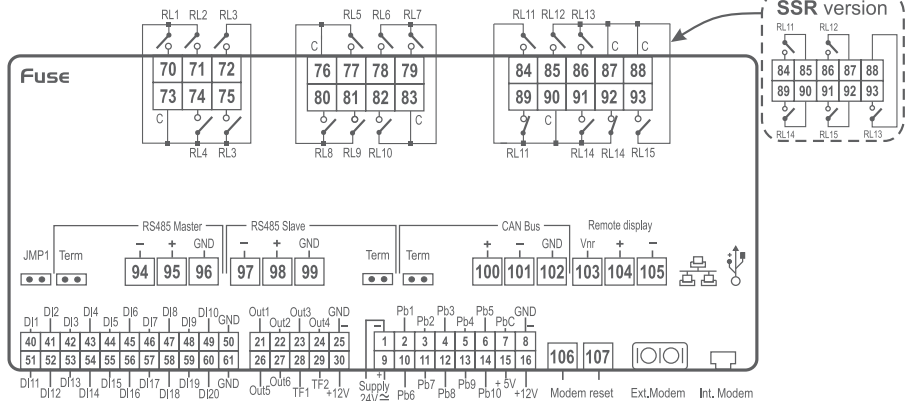 RL1 RL2 RL3 RL5 RL6 RL7 RL11 RL12 RL13 SSR version
C C C RL11 RL12
Fuse 70 71 72 76 77 78 79 84 85 86 87 88 84 85 86 87 88
73 74 75 80 81 82 83 89 90 91 92 93 89 90 91 92 93
C C C
RL4 RL3 RL8 RL9 RL10 RL11 RL14 RL14 RL15 RL14 RL15 RL13
RS485 Master RS485 Slave CAN Bus Remote display
JMP1 Term − + GND − + GND Term Term + − GND Vnr + −
94 95 96 97 98 99 100 101 102 103 104 105
DI1 DI2 DI3 DI4 DI5 DI6 DI7 DI8 DI9 DI10 GND Out1 Out2 Out3 Out4 GND − − Pb1 Pb2 Pb3 Pb4 Pb5 PbC GND −
40 41 42 43 44 45 46 47 48 49 50 21 22 23 24 25 1 2 3 4 5 6 7 8
51 52 53 54 55 56 57 58 59 60 61 26 27 28 29 30 9 10 11 12 13 14 15 16 106 107
DI11 DI12 DI13 DI14 DI15 DI16 DI17 DI18 DI19 DI20 GND Out5 Out6 TF1 TF2 +12V + Supply 24V Pb6 Pb7 Pb8 Pb9 Pb10 + 5V +12V Modem reset Ext.Modem Int. Modem